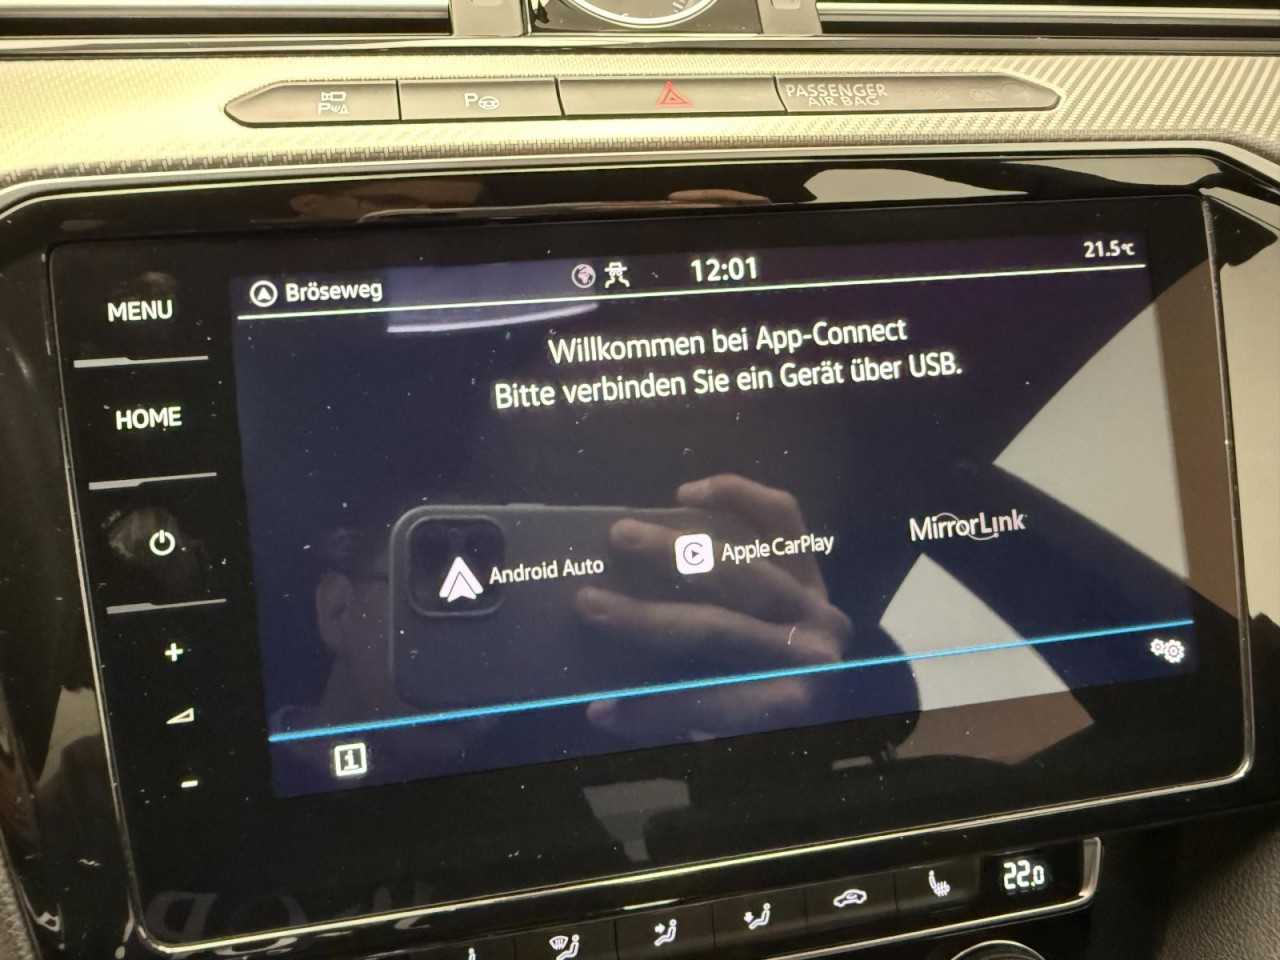 PASSENGER
AIR BAG
P
P
MENU
HOME
Bröseweg
12:01
21.5°C
Willkommen bei App-Connect
Bitte verbinden Sie ein Gerät über USB.
Android Auto
Apple CarPlay
MirrorLink
+
-
i
22.0